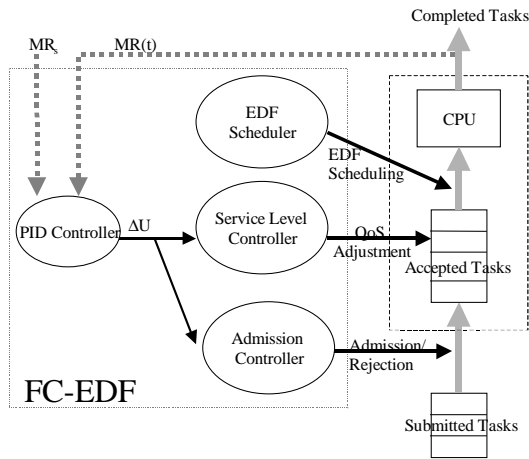 Completed Tasks
MRs
MR(t)
EDF
Scheduler
CPU
EDF
Scheduling
PID Controller
ΔU
Service Level
Controller
QoS
Adjustment
Accepted Tasks
Admission
Controller
Admission/
Rejection
FC-EDF
Submitted Tasks